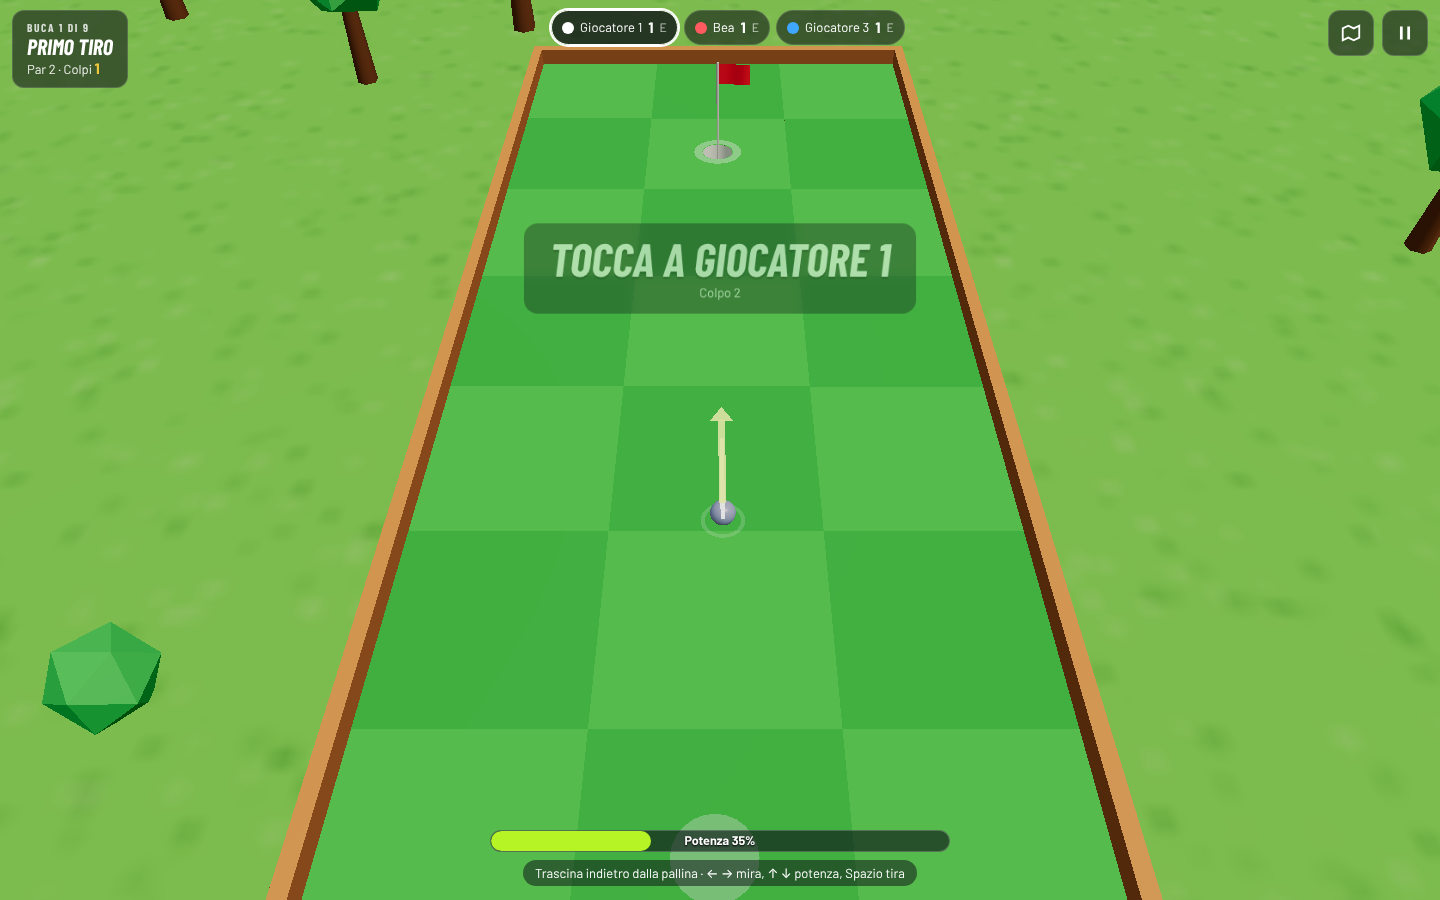 BUCA 1 DI 9
PRIMO TIRO
Par 2 · Colpi 1
Giocatore 1 1 E
Bea 1 E
Giocatore 3 1 E
TOCCA A GIOCATORE 1
Colpo 2
Potenza 35%
Trascina indietro dalla pallina · ← → mira, ↑ ↓ potenza, Spazio tira